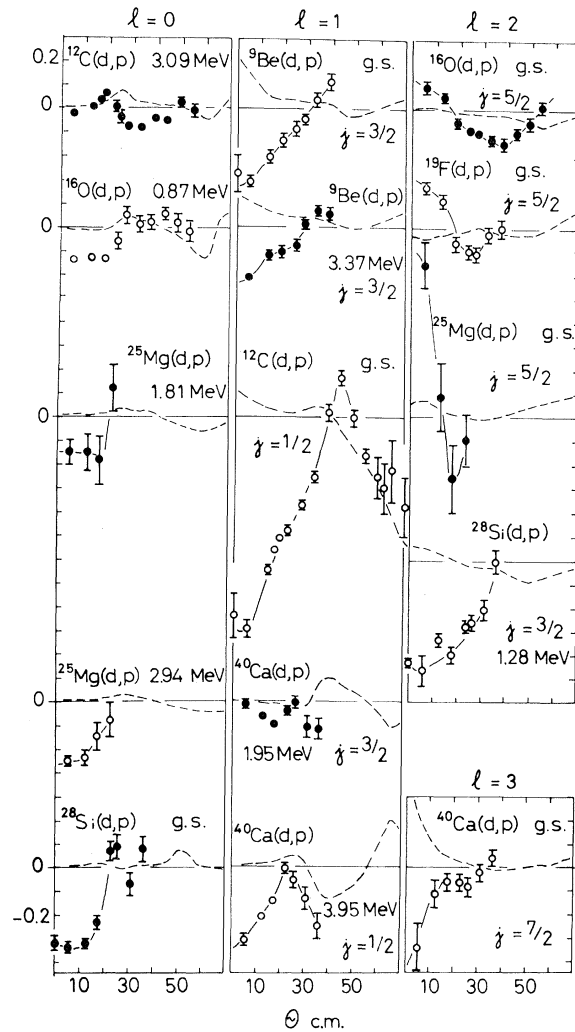 ℓ = 0
0.2
¹²C(d,p) 3.09 MeV
0
¹⁶O(d,p) 0.87 MeV
0
²⁵Mg(d,p)
1.81 MeV
0
²⁵Mg(d,p) 2.94 MeV
0
²⁸Si(d,p) g.s.
0
-0.2
10 30 50
ℓ = 1
⁹Be(d,p) g.s.
j = 3/2
⁹Be(d,p)
3.37 MeV
j = 3/2
¹²C(d,p) g.s.
j = 1/2
⁴⁰Ca(d,p)
1.95 MeV
j = 3/2
⁴⁰Ca(d,p)
3.95 MeV
j = 1/2
10 30 50
ℓ = 2
¹⁶O(d,p) g.s.
j = 5/2
¹⁹F(d,p) g.s.
j = 5/2
²⁵Mg(d,p) g.s.
j = 5/2
²⁸Si(d,p)
j = 3/2
1.28 MeV
ℓ = 3
⁴⁰Ca(d,p) g.s.
j = 7/2
10 30 50
Θ c.m.